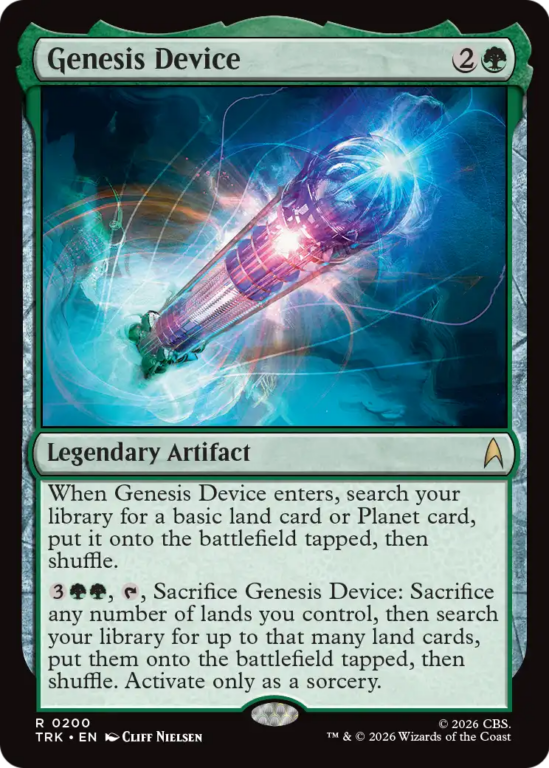 Genesis Device 2
Legendary Artifact
When Genesis Device enters, search your
library for a basic land card or Planet card,
put it onto the battlefield tapped, then
shuffle.
3, , Sacrifice Genesis Device: Sacrifice
any number of lands you control, then search
your library for up to that many land cards,
put them onto the battlefield tapped, then
shuffle. Activate only as a sorcery.
R 0200
© 2026 CBS.
TRK • EN CLIFF NIELSEN
™ & © 2026 Wizards of the Coast